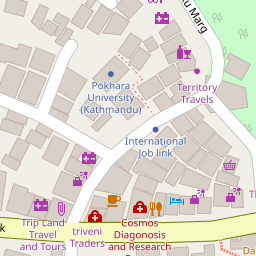 u Marg
Pokhara
University
(Kathmandu)
Territory
Travels
International
Job link
Th
Trip Land
Travel
and Tours
triveni
Traders
Cosmos
Diagonosis
and Research
k
Da